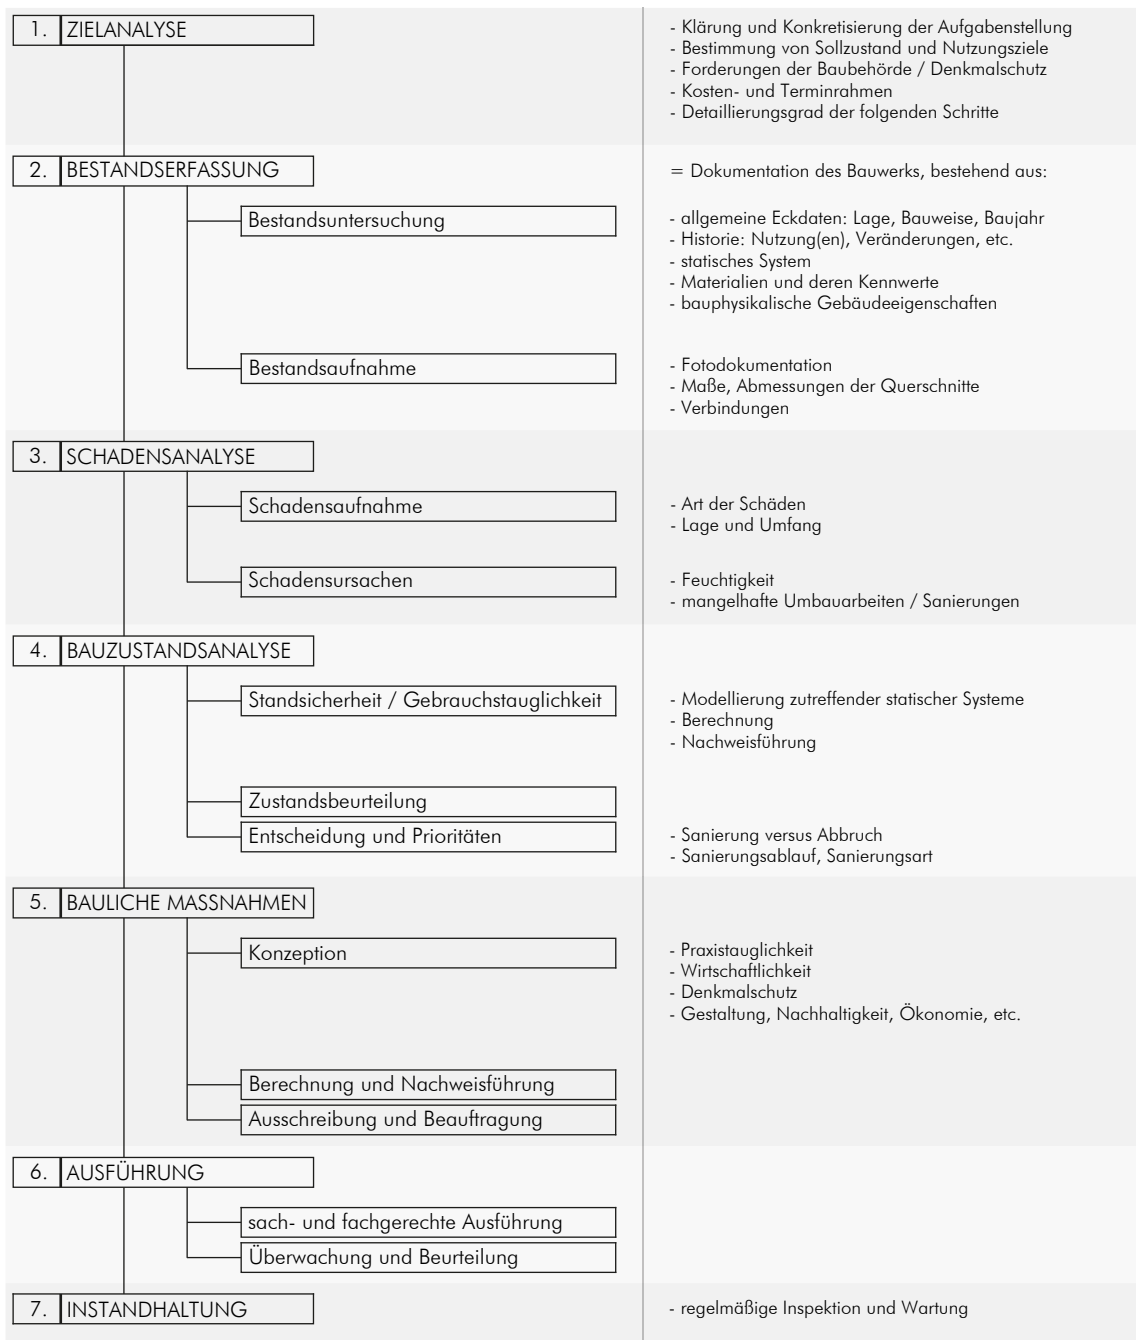 1. ZIELANALYSE
- Klärung und Konkretisierung der Aufgabenstellung
- Bestimmung von Sollzustand und Nutzungsziele
- Forderungen der Baubehörde / Denkmalschutz
- Kosten- und Terminrahmen
- Detaillierungsgrad der folgenden Schritte
2. BESTANDSERFASSUNG
= Dokumentation des Bauwerks, bestehend aus:
Bestandsuntersuchung
- allgemeine Eckdaten: Lage, Bauweise, Baujahr
- Historie: Nutzung(en), Veränderungen, etc.
- statisches System
- Materialien und deren Kennwerte
- bauphysikalische Gebäudeeigenschaften
Bestandsaufnahme
- Fotodokumentation
- Maße, Abmessungen der Querschnitte
- Verbindungen
3. SCHADENSANALYSE
Schadensaufnahme
- Art der Schäden
- Lage und Umfang
Schadensursachen
- Feuchtigkeit
- mangelhafte Umbauarbeiten / Sanierungen
4. BAUZUSTANDSANALYSE
Standsicherheit / Gebrauchstauglichkeit
- Modellierung zutreffender statischer Systeme
- Berechnung
- Nachweisführung
Zustandsbeurteilung
Entscheidung und Prioritäten
- Sanierung versus Abbruch
- Sanierungsablauf, Sanierungsart
5. BAULICHE MASSNAHMEN
Konzeption
- Praxistauglichkeit
- Wirtschaftlichkeit
- Denkmalschutz
- Gestaltung, Nachhaltigkeit, Ökonomie, etc.
Berechnung und Nachweisführung
Ausschreibung und Beauftragung
6. AUSFÜHRUNG
sach- und fachgerechte Ausführung
Überwachung und Beurteilung
7. INSTANDHALTUNG
- regelmäßige Inspektion und Wartung